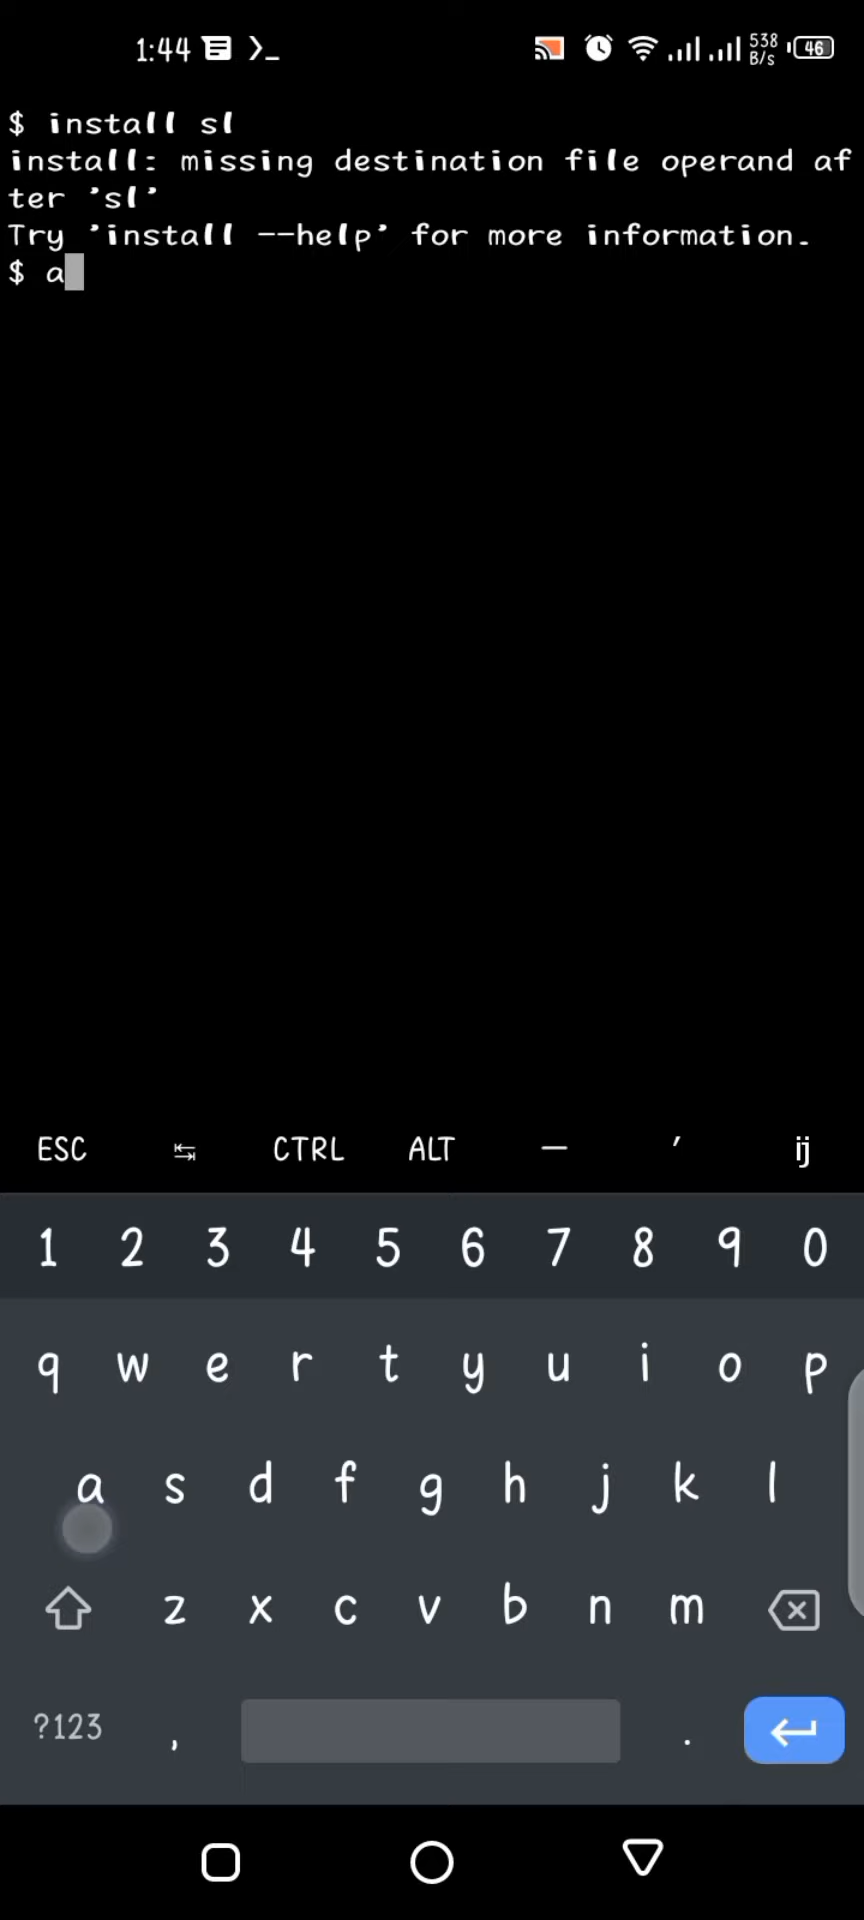 1:44 538 B/s 46
$ install sl
install: missing destination file operand af
ter 'sl'
Try 'install --help' for more information.
$ a
ESC CTRL ALT — ′ ij
1 2 3 4 5 6 7 8 9 0
q w e r t y u i o p
a s d f g h j k l
z x c v b n m
?123 , .